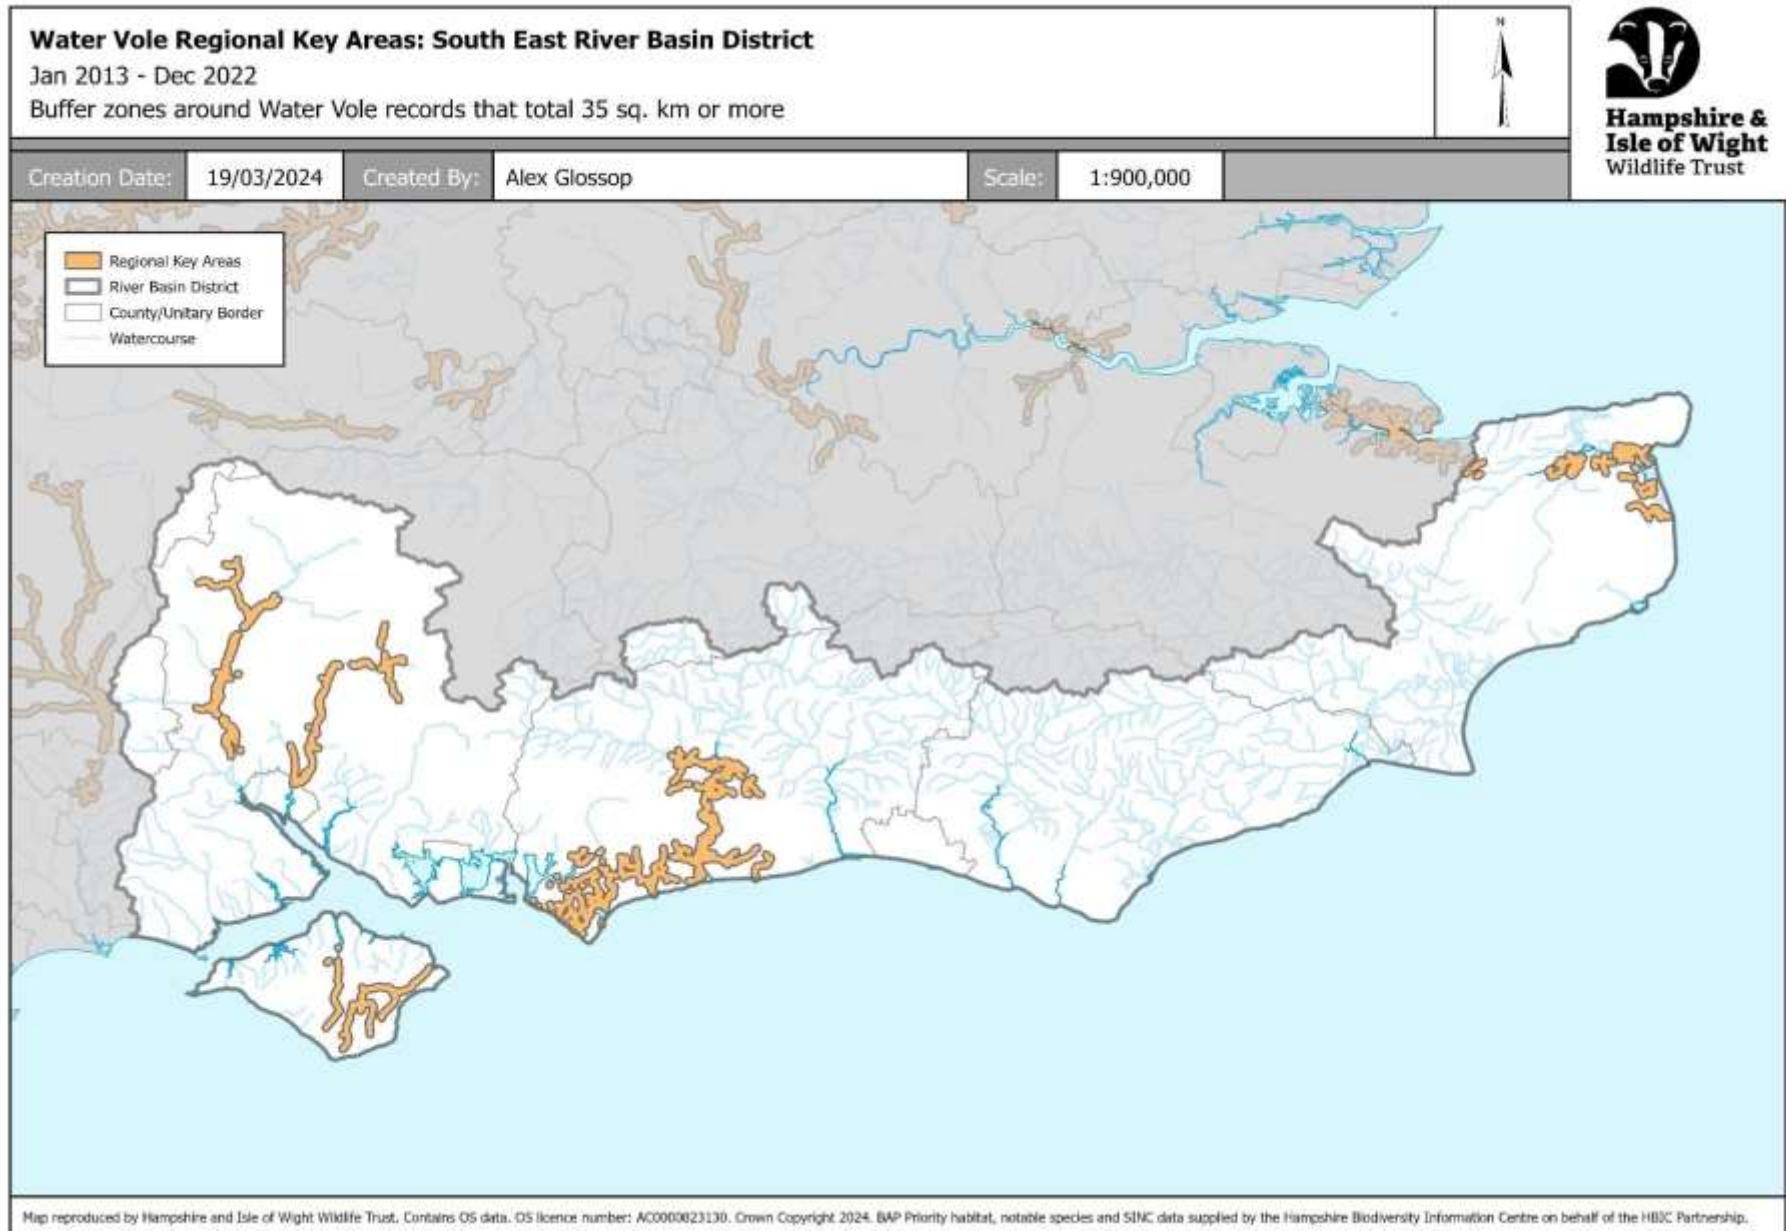 Water Vole Regional Key Areas: South East River Basin District
Jan 2013 - Dec 2022
Buffer zones around Water Vole records that total 35 sq. km or more
N
Hampshire &
Isle of Wight
Wildlife Trust
Creation Date: 19/03/2024 Created By: Alex Glossop Scale: 1:900,000
Regional Key Areas
River Basin District
County/Unitary Border
Watercourse
Map reproduced by Hampshire and Isle of Wight Wildlife Trust. Contains OS data. OS licence number: AC0000823130. Crown Copyright 2024. BAP Priority habitat, notable species and SINC data supplied by the Hampshire Biodiversity Information Centre on behalf of the HBIC Partnership.